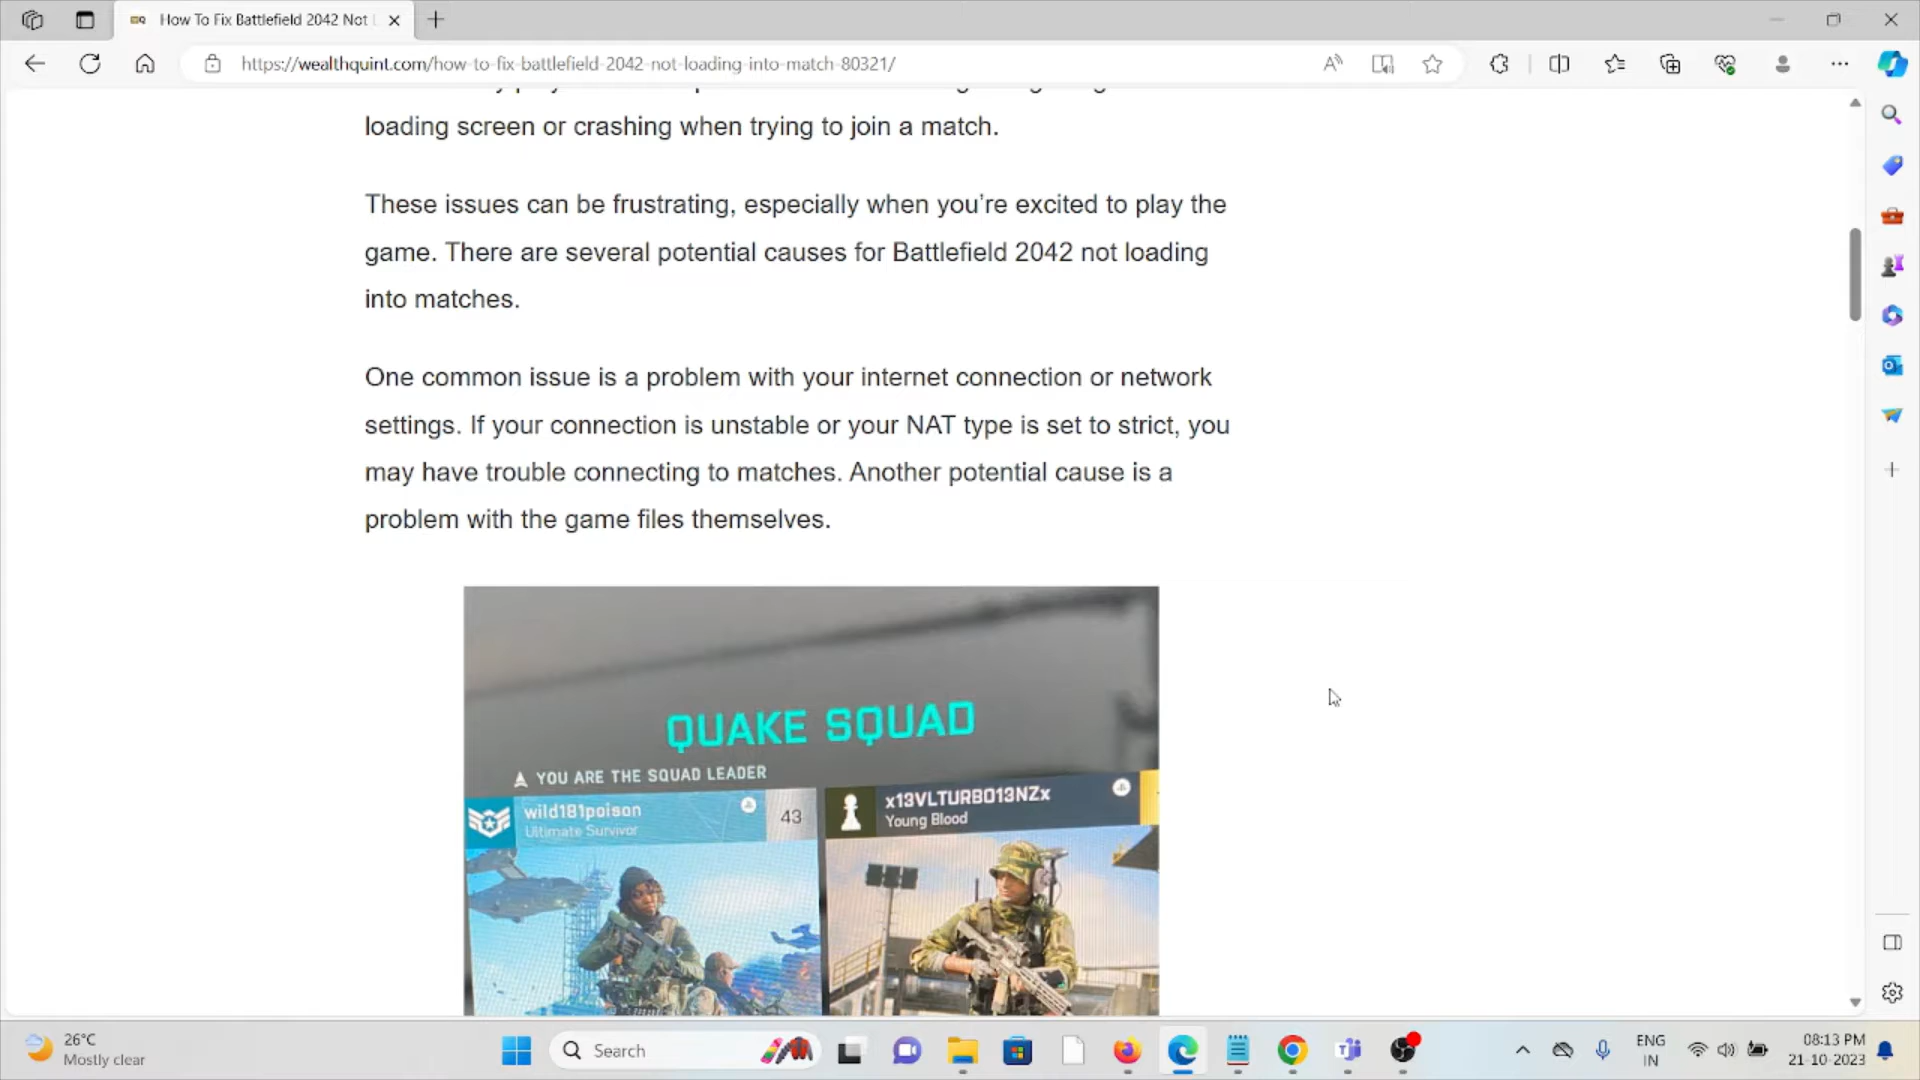 How To Fix Battlefield 2042 Not L
https://wealthquint.com/how-to-fix-battlefield-2042-not-loading-into-match-80321/
loading screen or crashing when trying to join a match.
These issues can be frustrating, especially when you're excited to play the
game. There are several potential causes for Battlefield 2042 not loading
into matches.
One common issue is a problem with your internet connection or network
settings. If your connection is unstable or your NAT type is set to strict, you
may have trouble connecting to matches. Another potential cause is a
problem with the game files themselves.
QUAKE SQUAD
YOU ARE THE SQUAD LEADER
wild181poison
Ultimate Survivor
43
x13VLTURBO13NZx
Young Blood
26°C
Mostly clear
Search
ENG
IN
08:13 PM
21-10-2023